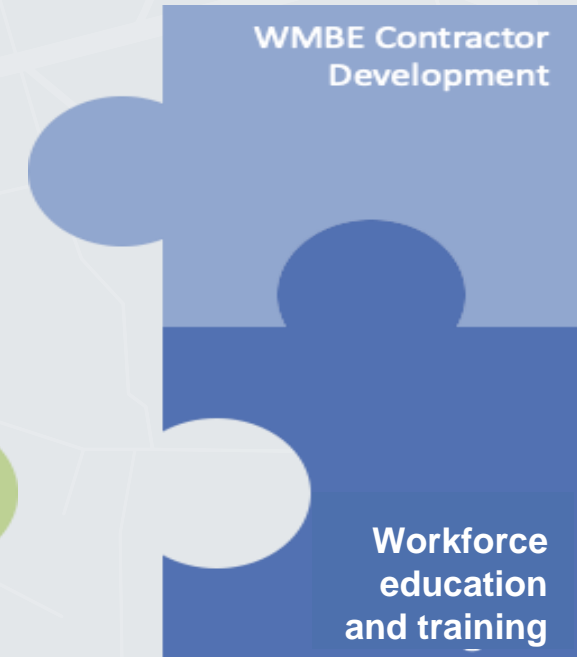 WMBE Contractor
Development
Workforce
education
and training